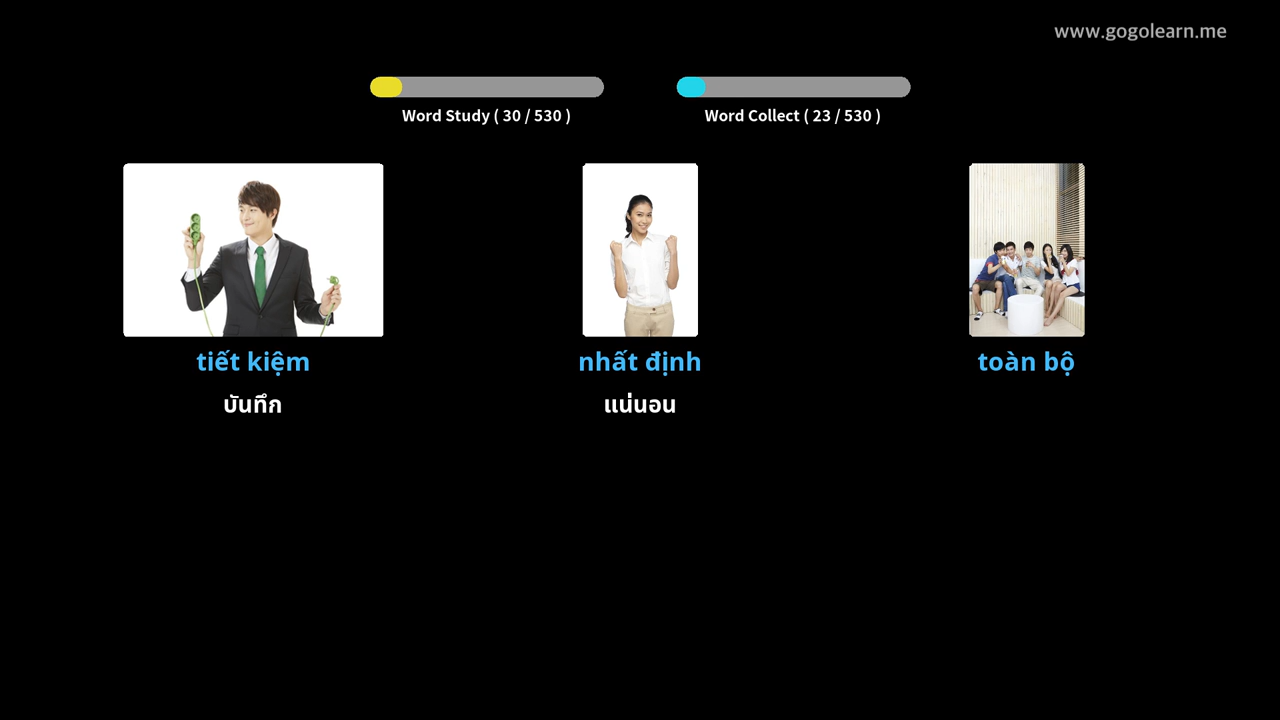 www.gogolearn.me
Word Study ( 30 / 530 )
Word Collect ( 23 / 530 )
tiết kiệm
nhất định
toàn bộ
บันทึก
แน่นอน